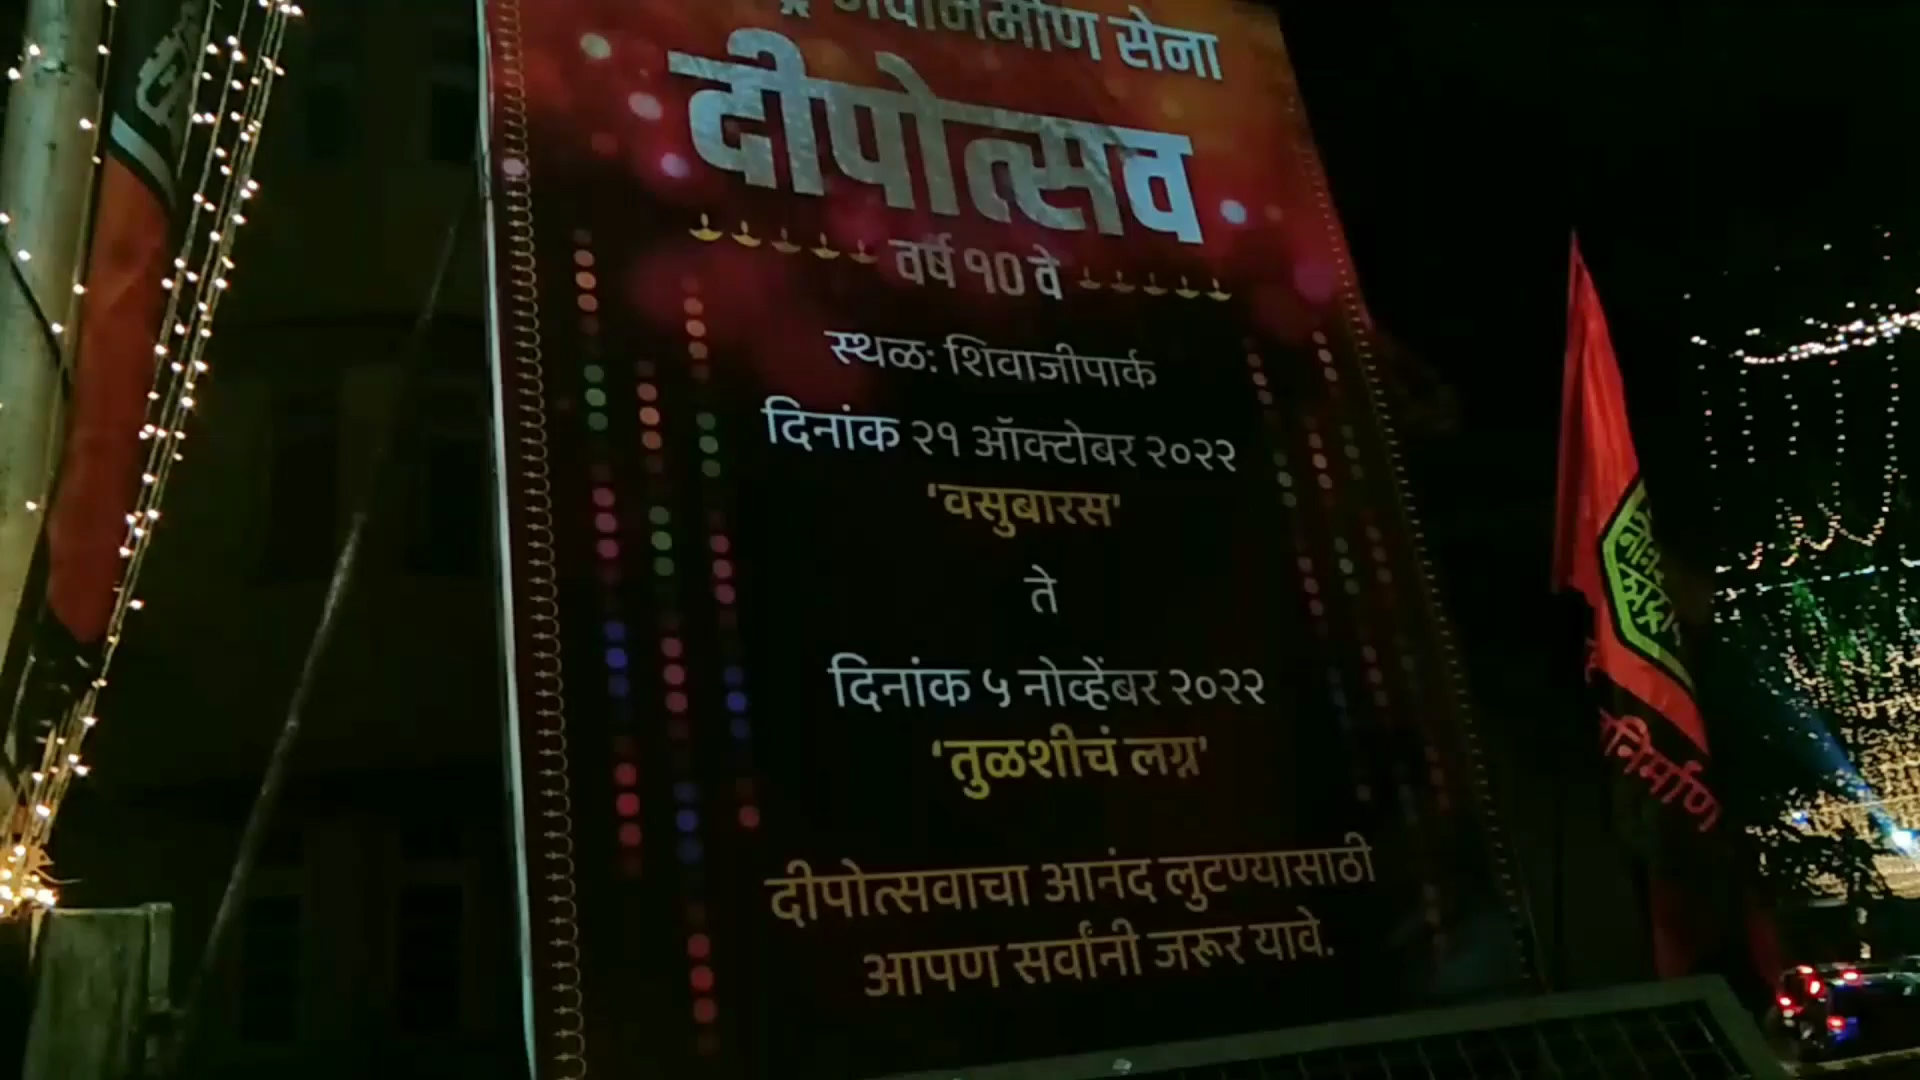 नवनिर्माण सेना
दीपोत्सव
वर्ष १० वे
स्थळ: शिवाजीपार्क
दिनांक २१ ऑक्टोबर २०२२
'वसुबारस'
ते
दिनांक ५ नोव्हेंबर २०२२
'तुळशीचं लग्न'
दीपोत्सवाचा आनंद लुटण्यासाठी
आपण सर्वांनी जरूर यावे.
निर्माण